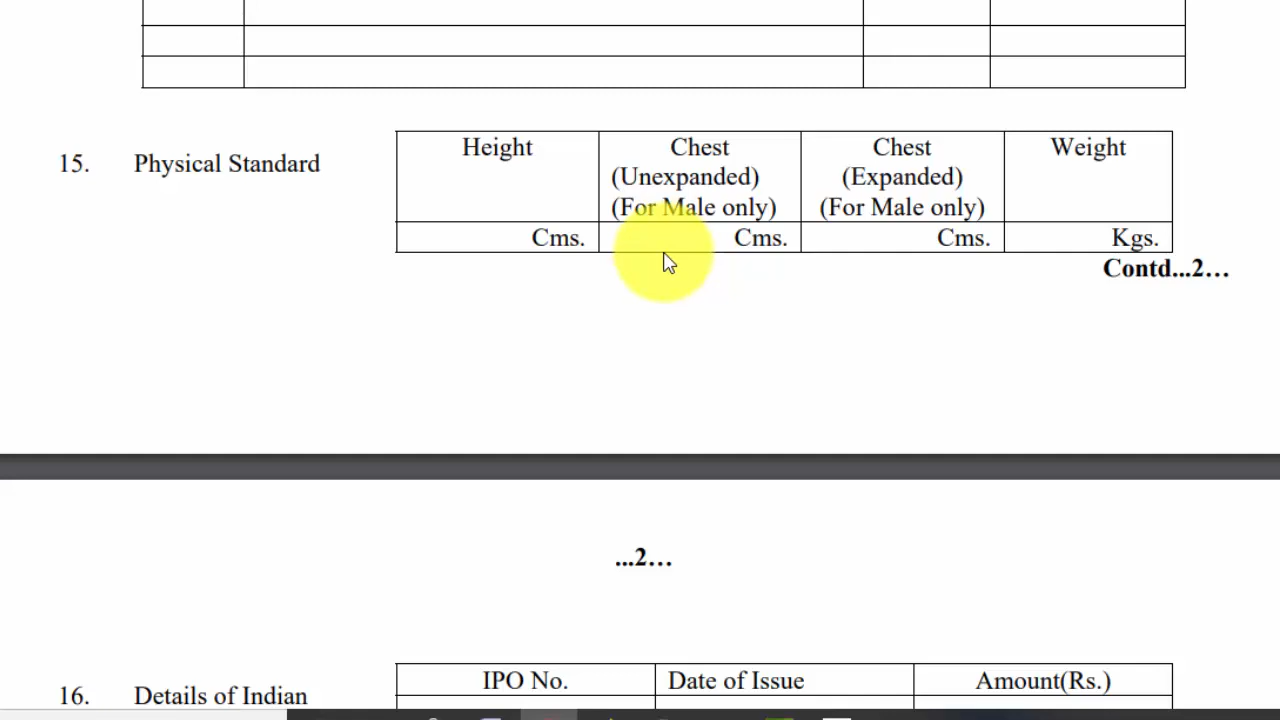 15. Physical Standard
Height Chest Chest Weight
(Unexpanded) (Expanded)
(For Male only) (For Male only)
Cms. Cms. Cms. Kgs.
Contd...2…
...2…
IPO No. Date of Issue Amount(Rs.)
16. Details of Indian